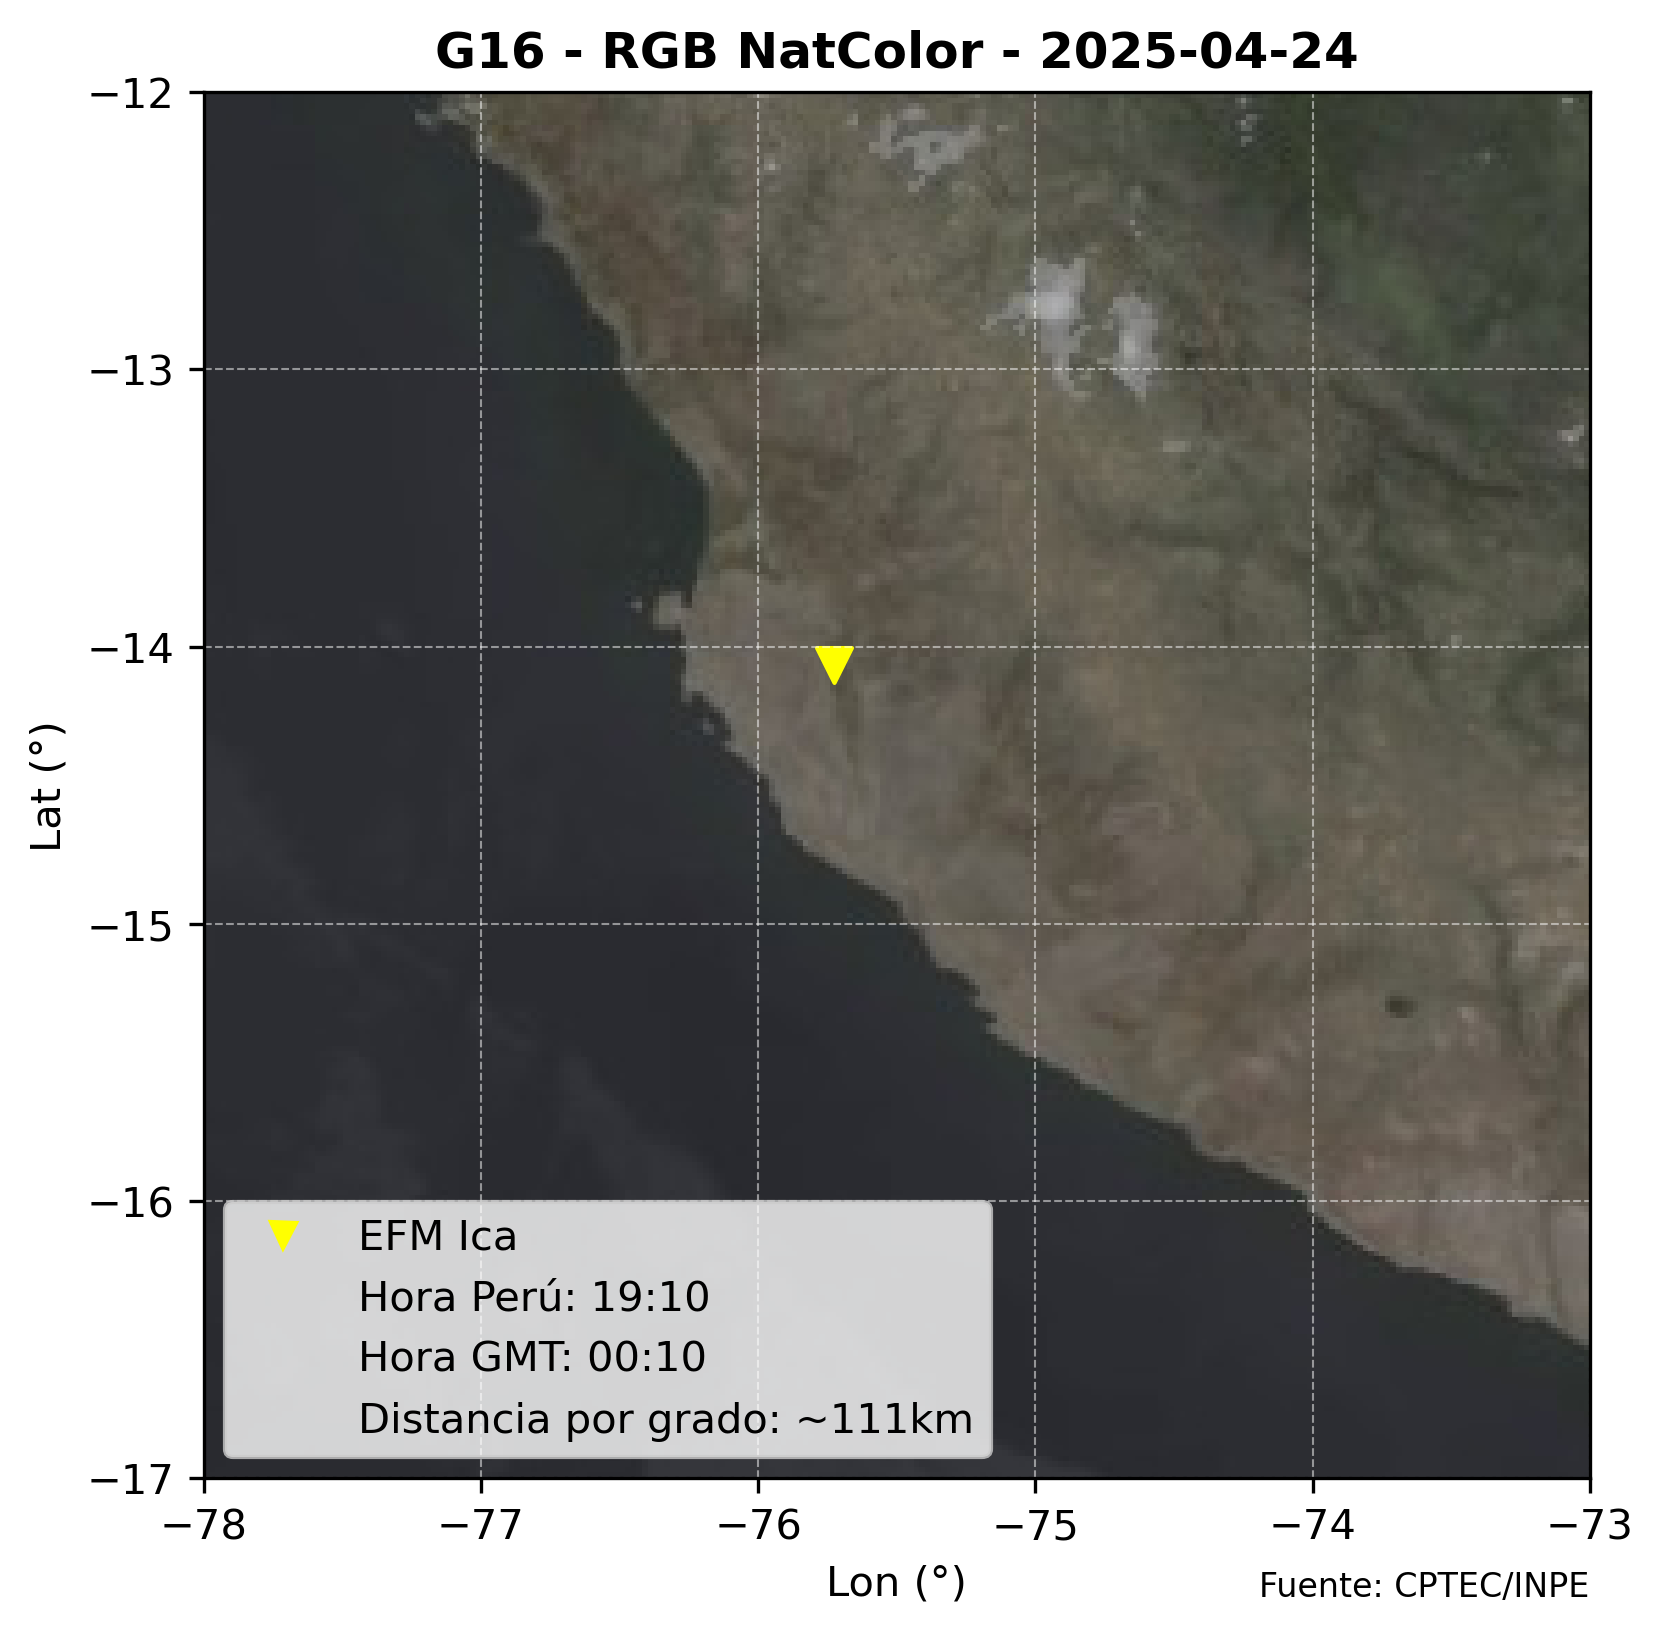 G16 - RGB NatColor - 2025-04-24
−12
−13
−14
−15
−16
−17
Lat (°)
EFM Ica
Hora Perú: 19:10
Hora GMT: 00:10
Distancia por grado: ~111km
−78 −77 −76 −75 −74 −73
Lon (°)
Fuente: CPTEC/INPE